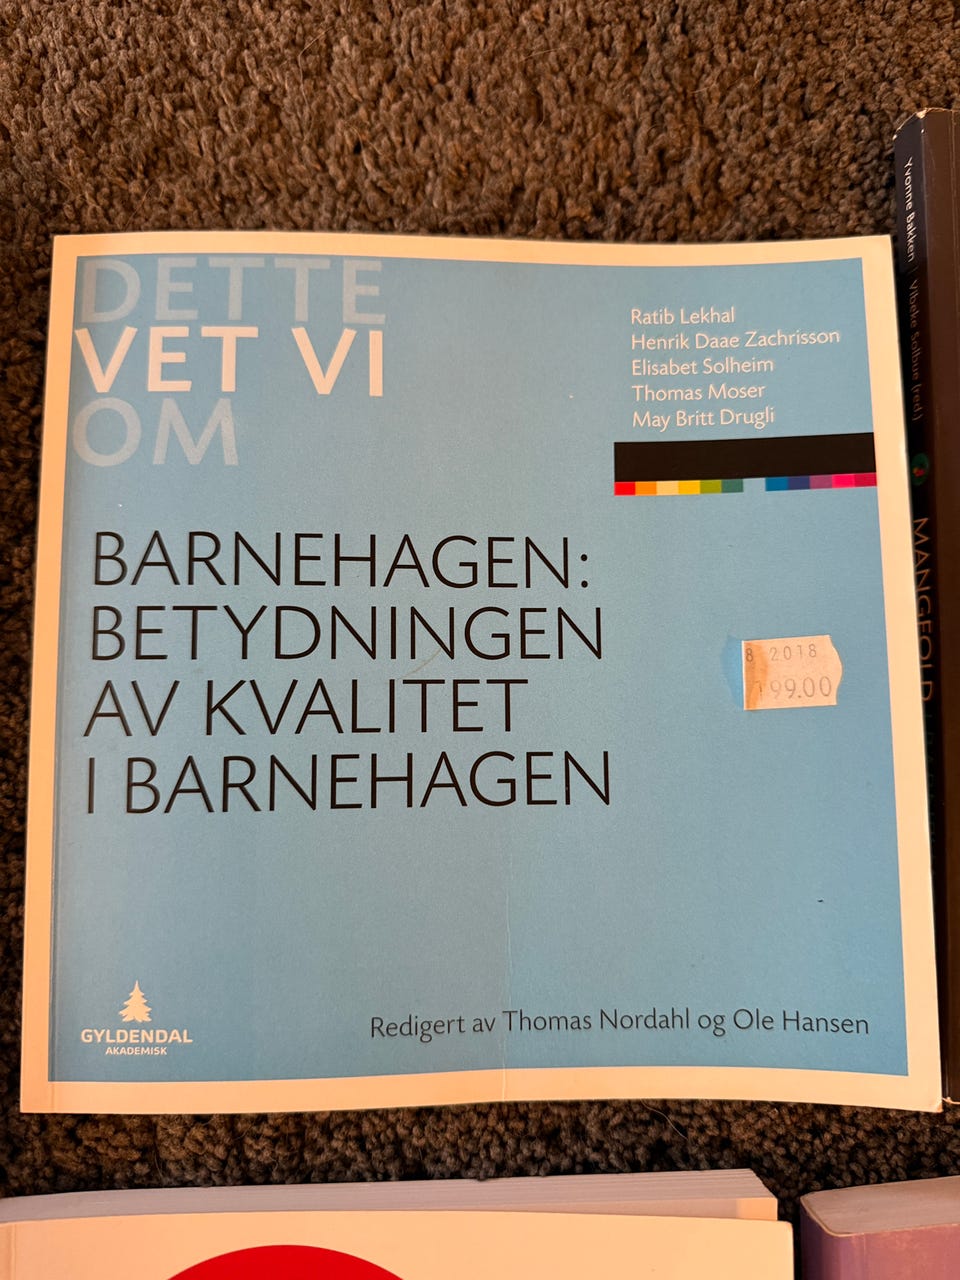 DETTE
VET VI
OM
Ratib Lekhal
Henrik Daae Zachrisson
Elisabet Solheim
Thomas Moser
May Britt Drugli
BARNEHAGEN:
BETYDNINGEN
AV KVALITET
I BARNEHAGEN
8 2018
199.00
GYLDENDAL
AKADEMISK
Redigert av Thomas Nordahl og Ole Hansen
Yvonne Bakken | Vibeke Solbue (red.)
MANGFOLD